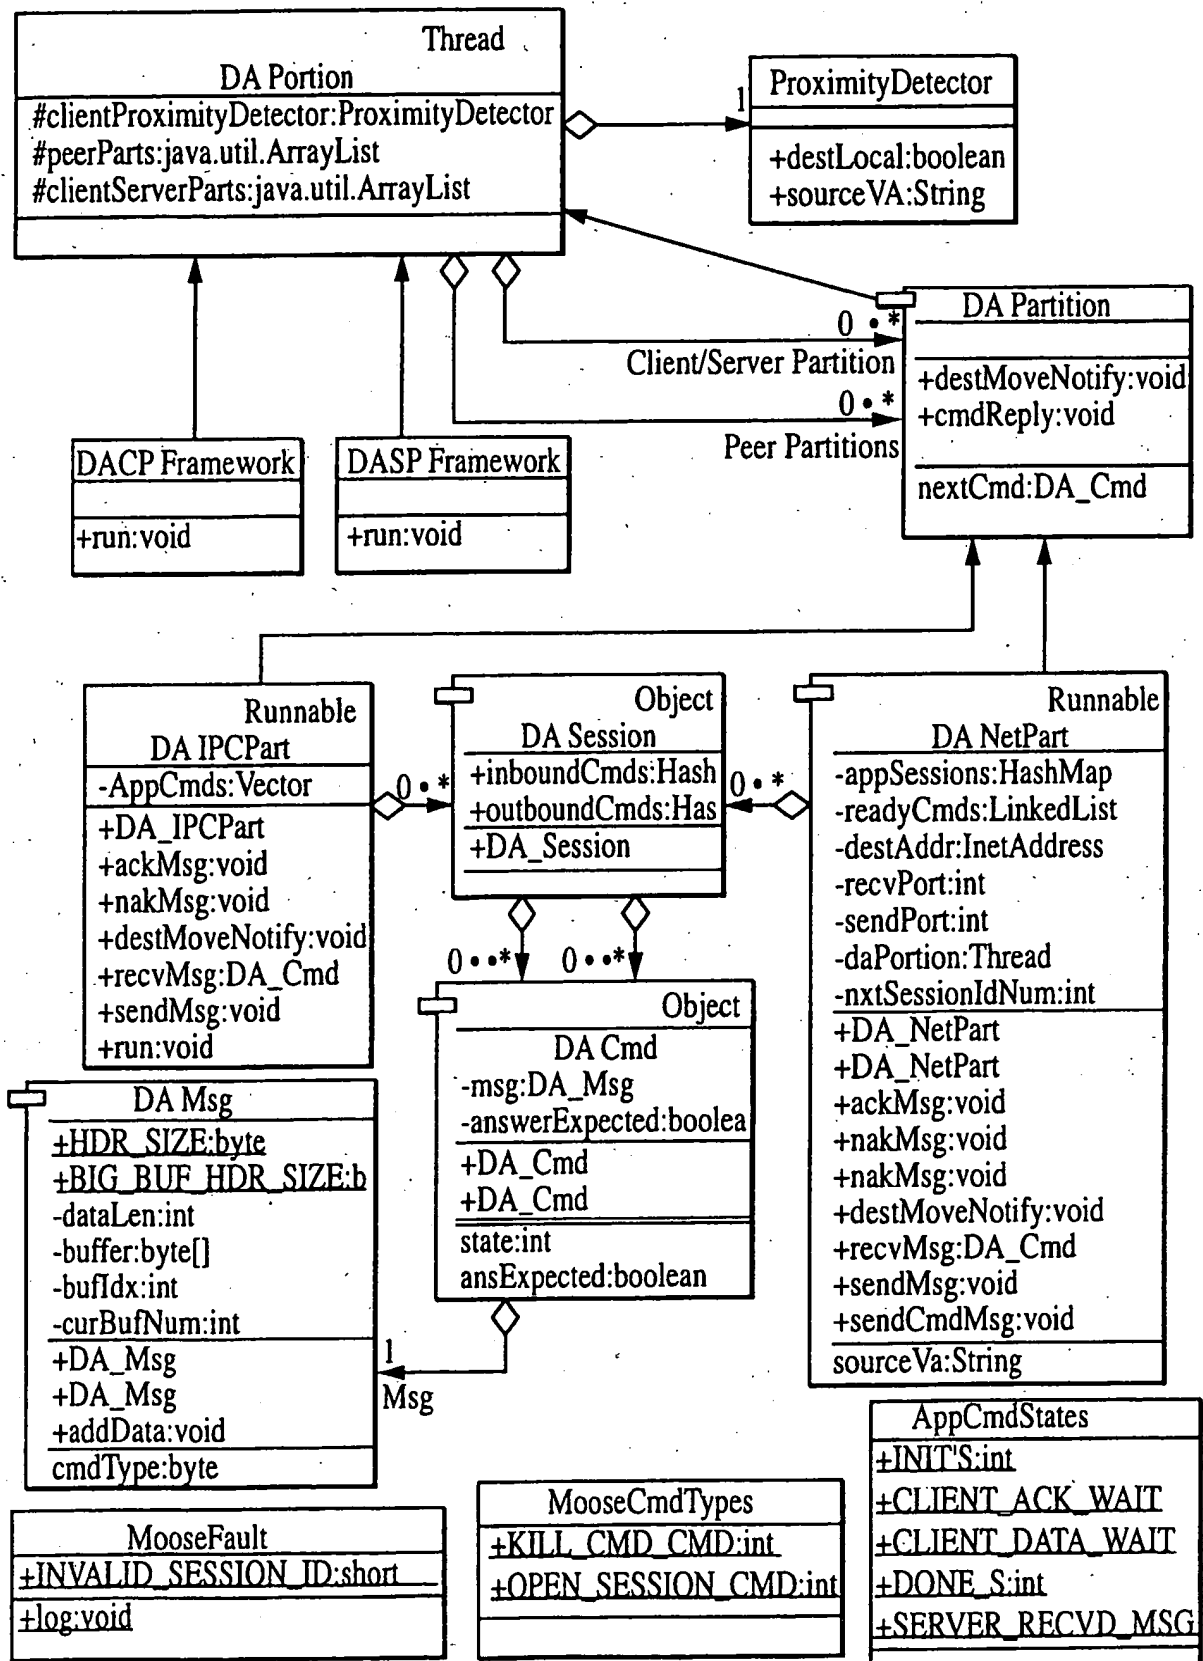 Thread
DA Portion
#clientProximityDetector:ProximityDetector
#peerParts:java.util.ArrayList
#clientServerParts:java.util.ArrayList
1
ProximityDetector
+destLocal:boolean
+sourceVA:String
DA Partition
+destMoveNotify:void
+cmdReply:void
nextCmd:DA_Cmd
0 • *
Client/Server Partition
0 • *
Peer Partitions
DACP Framework
+run:void
DASP Framework
+run:void
Runnable
DA IPCPart
-AppCmds:Vector
+DA_IPCPart
+ackMsg:void
+nakMsg:void
+destMoveNotify:void
+recvMsg:DA_Cmd
+sendMsg:void
+run:void
0 • *
Object
DA Session
+inboundCmds:Hash
+outboundCmds:Has
+DA_Session
0 • *
Runnable
DA NetPart
-appSessions:HashMap
-readyCmds:LinkedList
-destAddr:InetAddress
-recvPort:int
-sendPort:int
-daPortion:Thread
-nxtSessionIdNum:int
+DA_NetPart
+DA_NetPart
+ackMsg:void
+nakMsg:void
+nakMsg:void
+destMoveNotify:void
+recvMsg:DA_Cmd
+sendMsg:void
+sendCmdMsg:void
sourceVa:String
0 • •*
0 • •*
Object
DA Cmd
-msg:DA_Msg
-answerExpected:boolea
+DA_Cmd
+DA_Cmd
state:int
ansExpected:boolean
DA Msg
+HDR_SIZE:byte
+BIG_BUF_HDR_SIZE:b
-dataLen:int
-buffer:byte[]
-bufIdx:int
-curBufNum:int
+DA_Msg
+DA_Msg
+addData:void
cmdType:byte
1
Msg
MooseFault
+INVALID_SESSION_ID:short
+log:void
MooseCmdTypes
+KILL_CMD_CMD:int
+OPEN_SESSION_CMD:int
AppCmdStates
+INIT'S:int
+CLIENT_ACK_WAIT
+CLIENT_DATA_WAIT
+DONE_S:int
+SERVER_RECVD_MSG